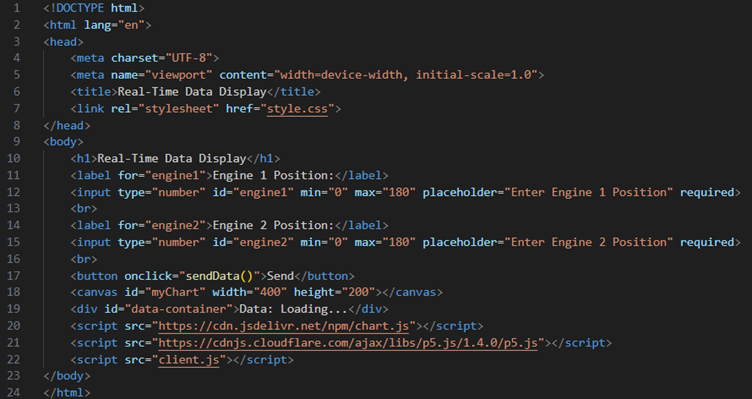 1 <!DOCTYPE html>
2 <html lang="en">
3 <head>
4     <meta charset="UTF-8">
5     <meta name="viewport" content="width=device-width, initial-scale=1.0">
6     <title>Real-Time Data Display</title>
7     <link rel="stylesheet" href="style.css">
8 </head>
9 <body>
10     <h1>Real-Time Data Display</h1>
11     <label for="engine1">Engine 1 Position:</label>
12     <input type="number" id="engine1" min="0" max="180" placeholder="Enter Engine 1 Position" required>
13     <br>
14     <label for="engine2">Engine 2 Position:</label>
15     <input type="number" id="engine2" min="0" max="180" placeholder="Enter Engine 2 Position" required>
16     <br>
17     <button onclick="sendData()">Send</button>
18     <canvas id="myChart" width="400" height="200"></canvas>
19     <div id="data-container">Data: Loading...</div>
20     <script src="https://cdn.jsdelivr.net/npm/chart.js"></script>
21     <script src="https://cdnjs.cloudflare.com/ajax/libs/p5.js/1.4.0/p5.js"></script>
22     <script src="client.js"></script>
23 </body>
24 </html>